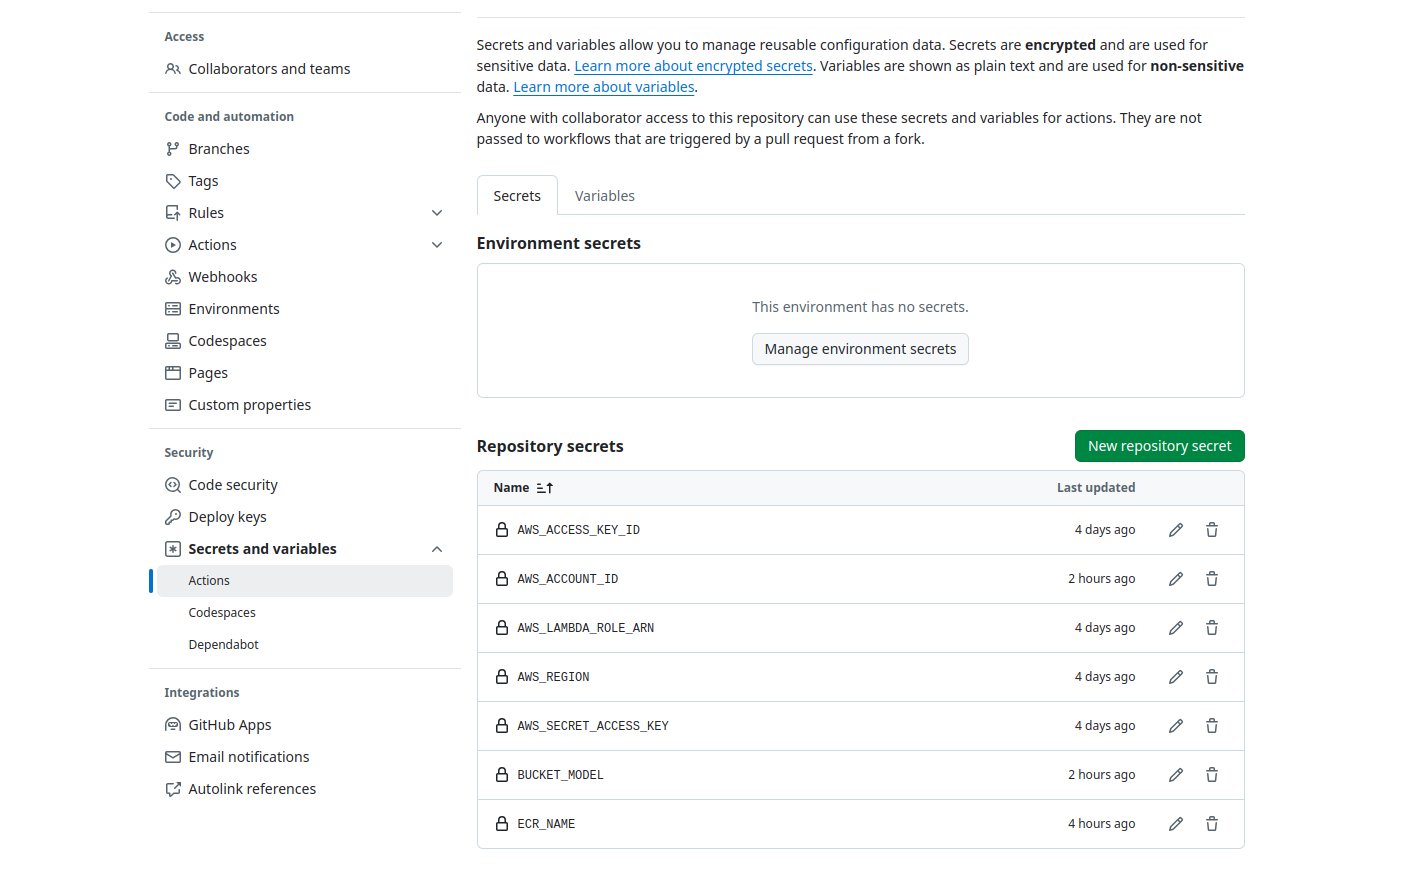 Access
Collaborators and teams
Code and automation
Branches
Tags
Rules
Actions
Webhooks
Environments
Codespaces
Pages
Custom properties
Security
Code security
Deploy keys
Secrets and variables
Actions
Codespaces
Dependabot
Integrations
GitHub Apps
Email notifications
Autolink references
Secrets and variables allow you to manage reusable configuration data. Secrets are encrypted and are used for
sensitive data. Learn more about encrypted secrets. Variables are shown as plain text and are used for non-sensitive
data. Learn more about variables.
Anyone with collaborator access to this repository can use these secrets and variables for actions. They are not
passed to workflows that are triggered by a pull request from a fork.
Secrets Variables
Environment secrets
This environment has no secrets.
Manage environment secrets
Repository secrets New repository secret
Name Last updated
AWS_ACCESS_KEY_ID 4 days ago
AWS_ACCOUNT_ID 2 hours ago
AWS_LAMBDA_ROLE_ARN 4 days ago
AWS_REGION 4 days ago
AWS_SECRET_ACCESS_KEY 4 days ago
BUCKET_MODEL 2 hours ago
ECR_NAME 4 hours ago